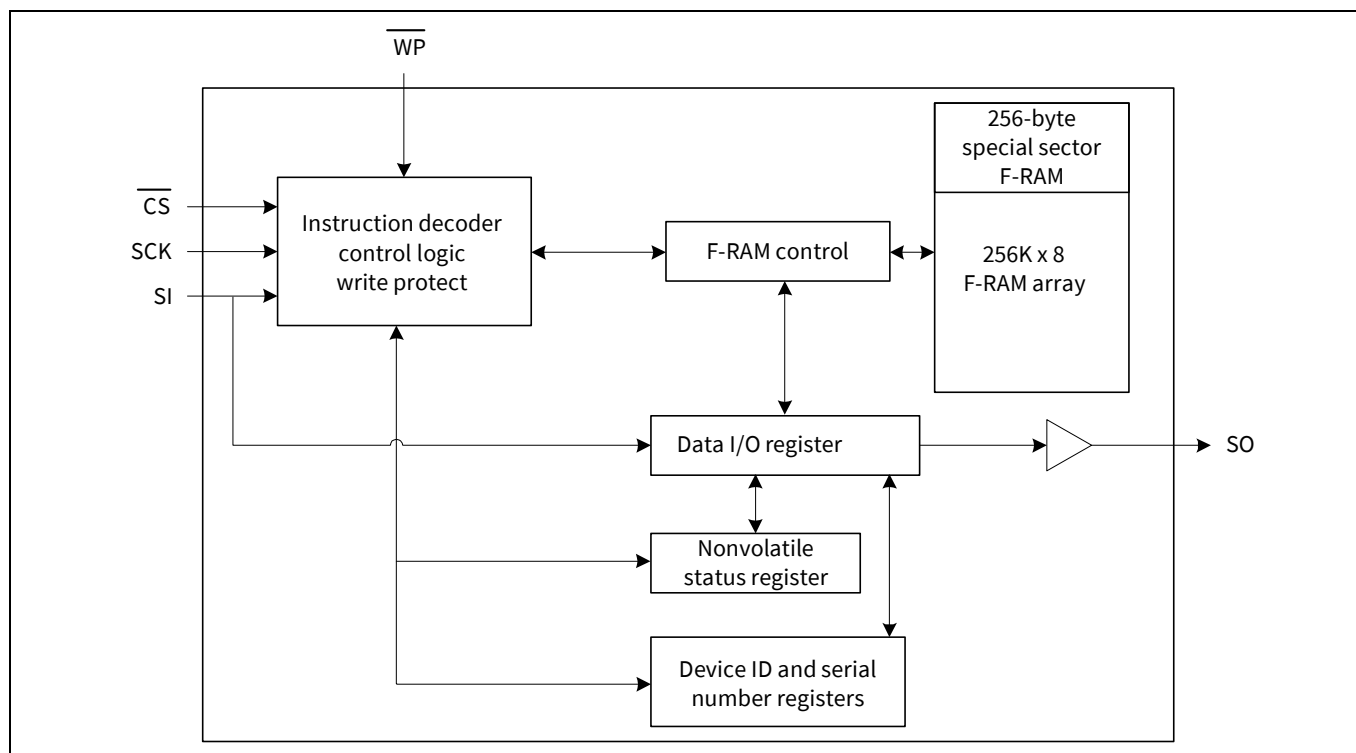 WP
256-byte
special sector
F-RAM
CS
SCK
SI
Instruction decoder
control logic
write protect
F-RAM control
256K x 8
F-RAM array
Data I/O register
SO
Nonvolatile
status register
Device ID and serial
number registers